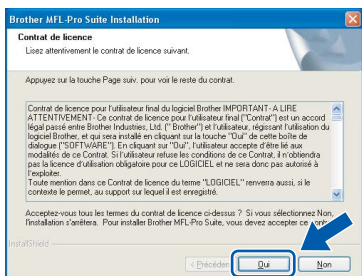 Brother MFL-Pro Suite Installation
Contrat de licence
Lisez attentivement le contrat de licence suivant.
Appuyez sur la touche Page suiv. pour voir le reste du contrat.
Contrat de licence pour l'utilisateur final du logiciel Brother IMPORTANT- A LIRE
ATTENTIVEMENT- Ce contrat de licence pour l'utilisateur final ("Contrat") est un accord
légal passé entre Brother Industries, Ltd. (" Brother") et l'utilisateur, régissant l'utilisation du
logiciel Brother, et qui sera installé en cliquant sur la touche "Oui" de cette boîte de
dialogue ("SOFTWARE"). En cliquant sur "Oui", l'utilisateur accepte d'être lié aux
modalités de ce Contrat. Si l'utilisateur refuse les conditions de ce Contrat, il n'obtiendra
pas la licence d'utilisation obligatoire pour ce LOGICIEL et ne sera donc pas autorisé à
l'exploiter.
Toute mention dans ce Contrat de licence du terme "LOGICIEL" renverra aussi, si le
contexte le permet, au support sur lequel il est enregistré.
Acceptez-vous tous les termes du contrat de licence ci-dessus ? Si vous sélectionnez Non,
l'installation s'arrêtera. Pour installer Brother MFL-Pro Suite, vous devez accepter ce
InstallShield
< Précéden
Oui
Non